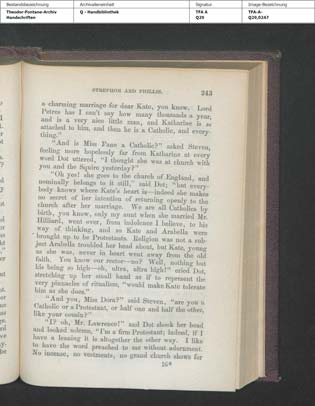 Bestandsbezeichnung
Archivalieneinheit
Signatur
Image-Bezeichnung
Theodor-Fontane-Archiv
Handschriften
Q - Handbibliothek
TFA A
Q29
TFA-A-
Q29,0247
STREPHON AND PHILLIS.
243
a charming marriage for dear Kate, you know. Lord
Petres has I can't say how many thousands a year,
and is a very nice little man, and Katharine is so
attached to him, and then he is a Catholic, and every-
thing."
"And is Miss Fane a Catholic?" asked Steven,
feeling more hopelessly far from Katharine at every
word Dot uttered, "I thought she was at church with
you and the Squire yesterday?"
"Oh yes! she goes to the church of England, and
nominally belongs to it still," said Dot; "but every-
body knows where Kate's heart is—indeed she makes
no secret of her intention of returning openly to the
church after her marriage. We are all Catholics by
birth, you know, only my aunt when she married Mr.
Hilliard, went over, from indolence I believe, to his
way of thinking, and so Kate and Arabella were
brought up to be Protestants. Religion was not a sub-
ject Arabella troubled her head about, but Kate, young
as she was, never in heart went away from the old
faith. You know our rector—no? Well, nothing but
his being so high—oh, ultra, ultra high!" cried Dot,
stretching up her small hand as if to represent the
very pinnacles of ritualism, "would make Kate tolerate
him as she does."
"And you, Miss Dora?" said Steven, "are you a
Catholic or a Protestant, or half one and half the other,
like your cousin?"
"I? oh, Mr. Lawrence!" and Dot shook her head
and looked solemn, "I'm a firm Protestant; indeed, if I
have a leaning it is altogether the other way. I like
to have the word preached to me without adornment.
No incense, no vestments, no grand church shows for
16*